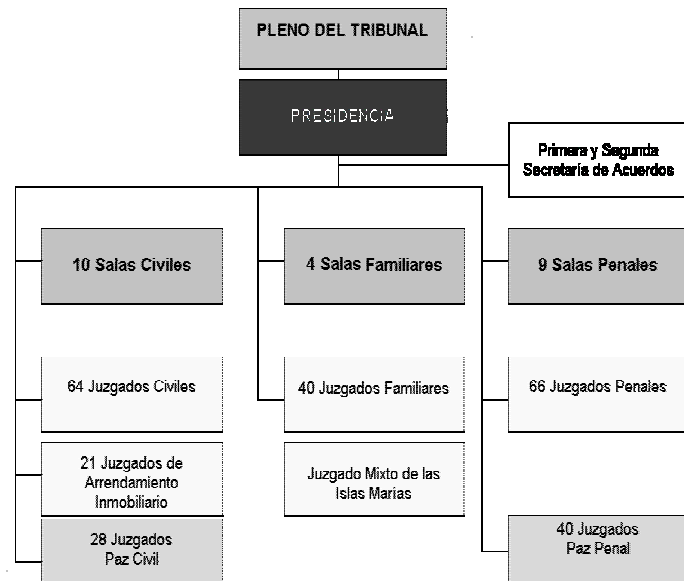 PLENO DEL TRIBUNAL
PRESIDENCIA
Primera y Segunda
Secretaría de Acuerdos
10 Salas Civiles
4 Salas Familiares
9 Salas Penales
64 Juzgados Civiles
40 Juzgados Familiares
66 Juzgados Penales
21 Juzgados de
Arrendamiento
Inmobiliario
Juzgado Mixto de las
Islas Marías
28 Juzgados
Paz Civil
40 Juzgados
Paz Penal